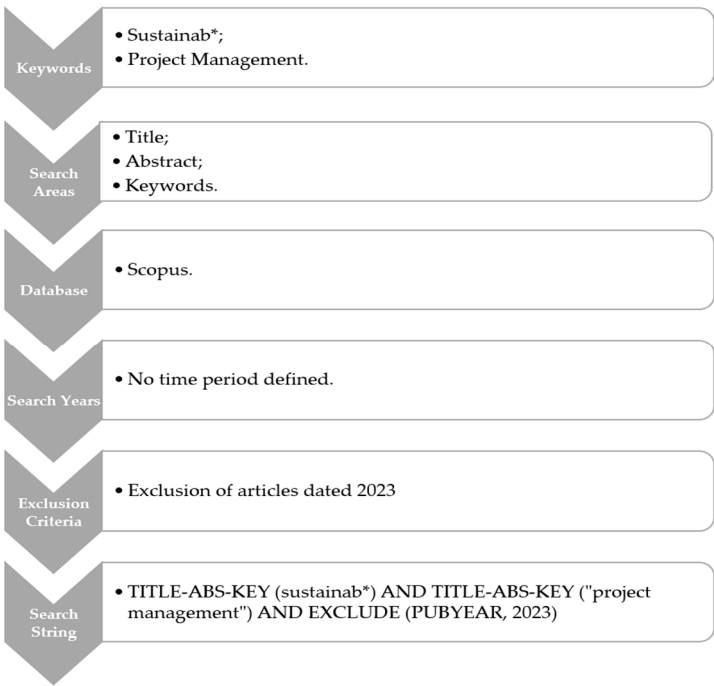 Keywords
• Sustainab*;
• Project Management.
Search
Areas
• Title;
• Abstract;
• Keywords.
Database
• Scopus.
Search Years
• No time period defined.
Exclusion
Criteria
• Exclusion of articles dated 2023
Search
String
• TITLE-ABS-KEY (sustainab*) AND TITLE-ABS-KEY ("project
management") AND EXCLUDE (PUBYEAR, 2023)